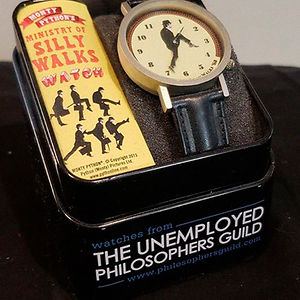 MONTY
PYTHON'S
MINISTRY OF
SILLY
WALKS
WATCH
MONTY PYTHON® © Copyright 2013
Python (Monty) Pictures Ltd.
www.pythonline.com
watches from
THE UNEMPLOYED
PHILOSOPHERS GUILD
www.philosophersguild.com